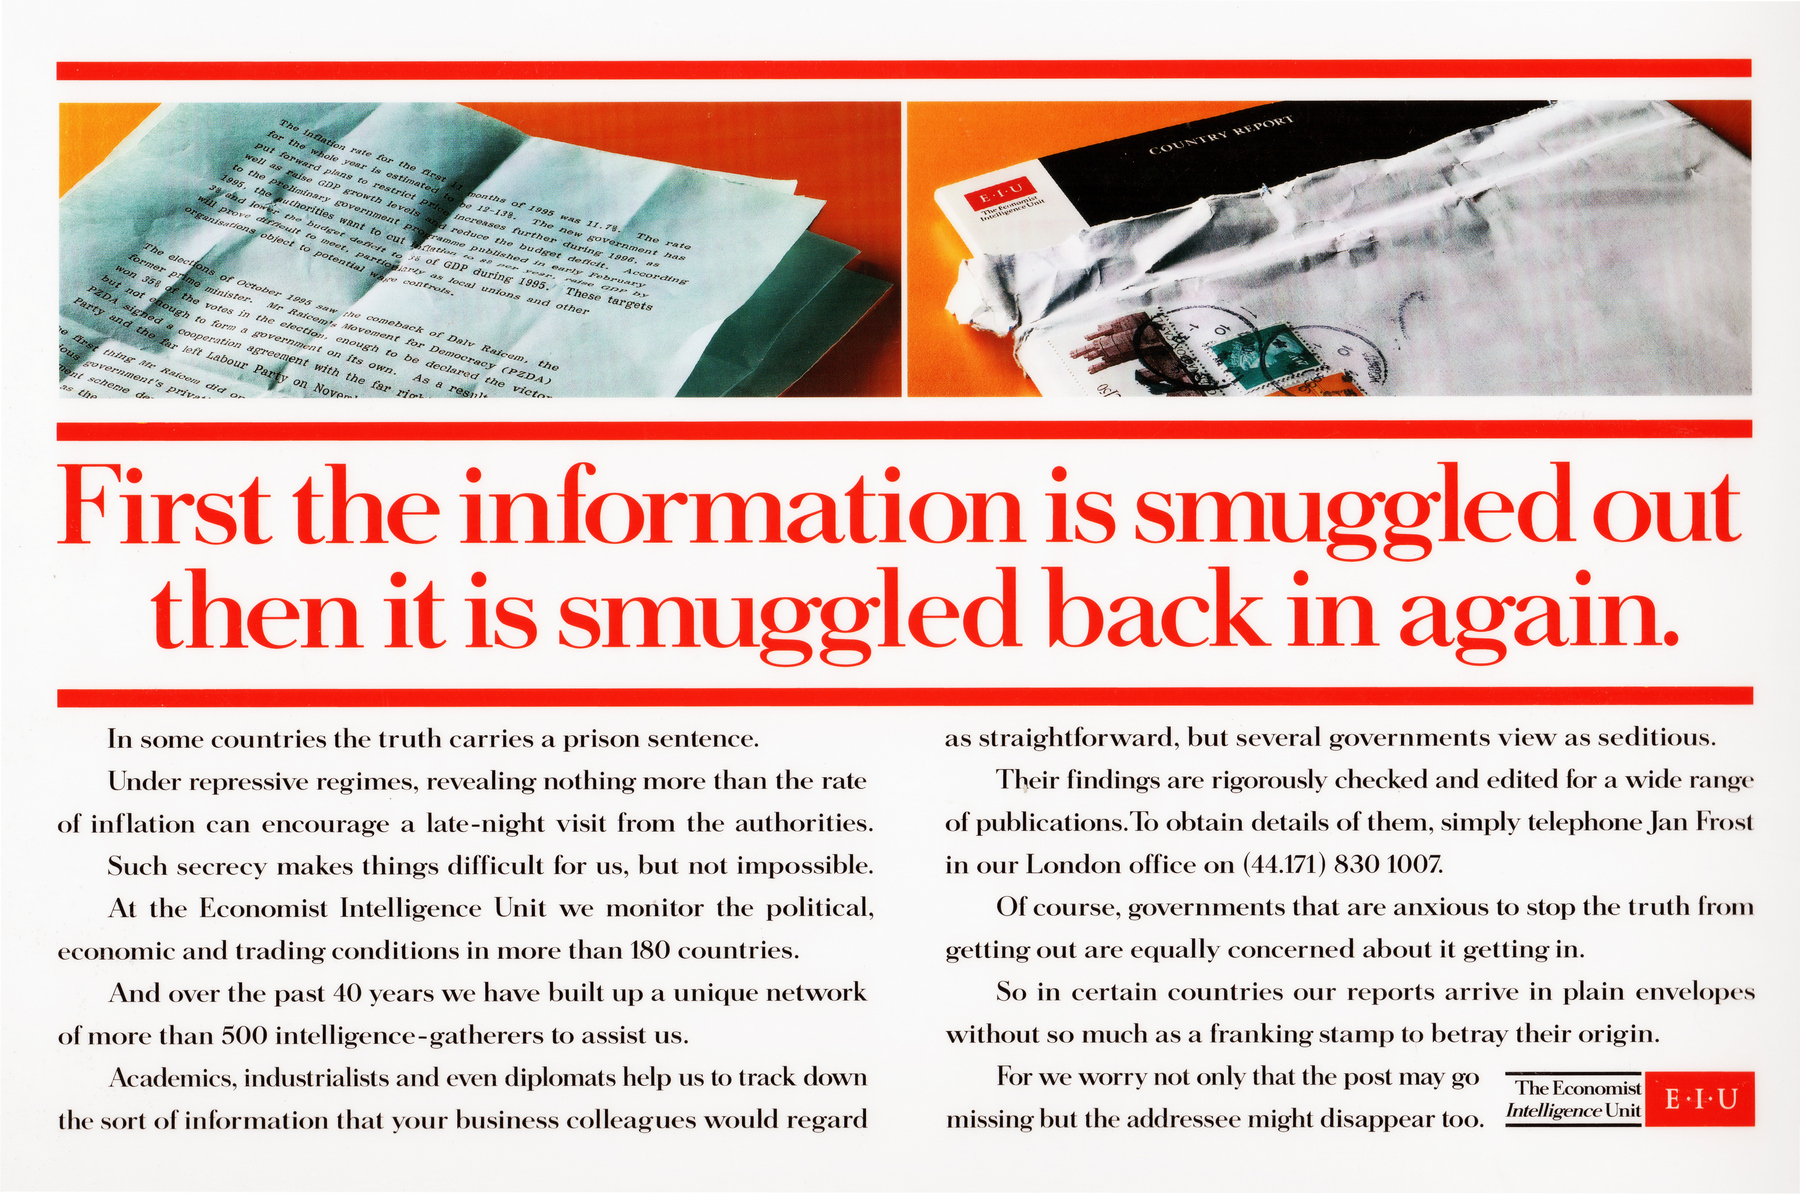 The inflation rate for the first 11 months of 1995 was 11.7%. The rate
for the whole year is estimated to be 12-13%. The new government has
put forward plans to restrict price increases further during 1996, as
well as raise GDP growth levels and reduce the budget deficit. According
to the preliminary government programme published in early February
1995, the authorities want to cut inflation to per year, raise GDP by
3% and lower the budget deficit to 3% of GDP during 1995. These targets
will prove difficult to meet, particularly as local unions and other
organisations object to potential wage controls.
The elections of October 1995 saw the comeback of Daiv Raicem, the
former prime minister. Mr Raicem's Movement for Democracy (PZDA)
won 35% of the votes in the election, enough to be declared the victor
but not enough to form a government on its own. As a result
PZDA signed a cooperation agreement with the far right
Party and the far left Labour Party on Novem
first thing Mr Raicem did
government's priva
ment scheme
as the
COUNTRY REPORT
E·I·U
The Economist
Intelligence Unit
First the information is smuggled out
then it is smuggled back in again.
In some countries the truth carries a prison sentence.
Under repressive regimes, revealing nothing more than the rate
of inflation can encourage a late-night visit from the authorities.
Such secrecy makes things difficult for us, but not impossible.
At the Economist Intelligence Unit we monitor the political,
economic and trading conditions in more than 180 countries.
And over the past 40 years we have built up a unique network
of more than 500 intelligence-gatherers to assist us.
Academics, industrialists and even diplomats help us to track down
the sort of information that your business colleagues would regard
as straightforward, but several governments view as seditious.
Their findings are rigorously checked and edited for a wide range
of publications. To obtain details of them, simply telephone Jan Frost
in our London office on (44.171) 830 1007.
Of course, governments that are anxious to stop the truth from
getting out are equally concerned about it getting in.
So in certain countries our reports arrive in plain envelopes
without so much as a franking stamp to betray their origin.
For we worry not only that the post may go
missing but the addressee might disappear too.
The Economist
Intelligence Unit
E·I·U